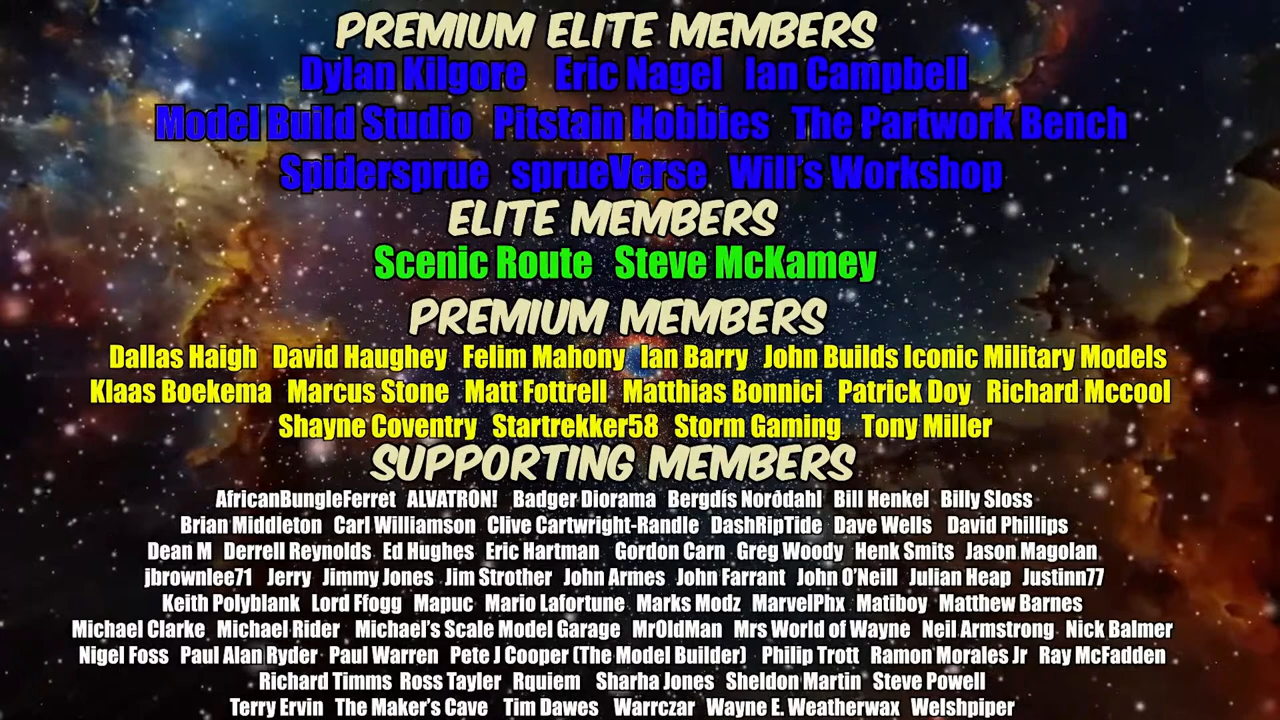 PREMIUM ELITE MEMBERS
Dylan Kilgore Eric Nagel Ian Campbell
Model Build Studio Pitstain Hobbies The Partwork Bench
Spidersprue sprueVerse Will's Workshop
ELITE MEMBERS
Scenic Route Steve McKamey
PREMIUM MEMBERS
Dallas Haigh David Haughey Felim Mahony Ian Barry John Builds Iconic Military Models
Klaas Boekema Marcus Stone Matt Fottrell Matthias Bonnici Patrick Doy Richard Mccool
Shayne Coventry Startrekker58 Storm Gaming Tony Miller
SUPPORTING MEMBERS
AfricanBungleFerret ALVATRON! Badger Diorama Bergdís Norðdahl Bill Henkel Billy Sloss
Brian Middleton Carl Williamson Clive Cartwright-Randle DashRipTide Dave Wells David Phillips
Dean M Derrell Reynolds Ed Hughes Eric Hartman Gordon Carn Greg Woody Henk Smits Jason Magolan
jbrownlee71 Jerry Jimmy Jones Jim Strother John Armes John Farrant John O'Neill Julian Heap Justinn77
Keith Polyblank Lord Ffogg Mapuc Mario Lafortune Marks Modz MarvelPhx Matiboy Matthew Barnes
Michael Clarke Michael Rider Michael's Scale Model Garage MrOldMan Mrs World of Wayne Neil Armstrong Nick Balmer
Nigel Foss Paul Alan Ryder Paul Warren Pete J Cooper (The Model Builder) Philip Trott Ramon Morales Jr Ray McFadden
Richard Timms Ross Taylor Rquiem Sharha Jones Sheldon Martin Steve Powell
Terry Ervin The Maker's Cave Tim Dawes Warrczar Wayne E. Weatherwax Welshpiper